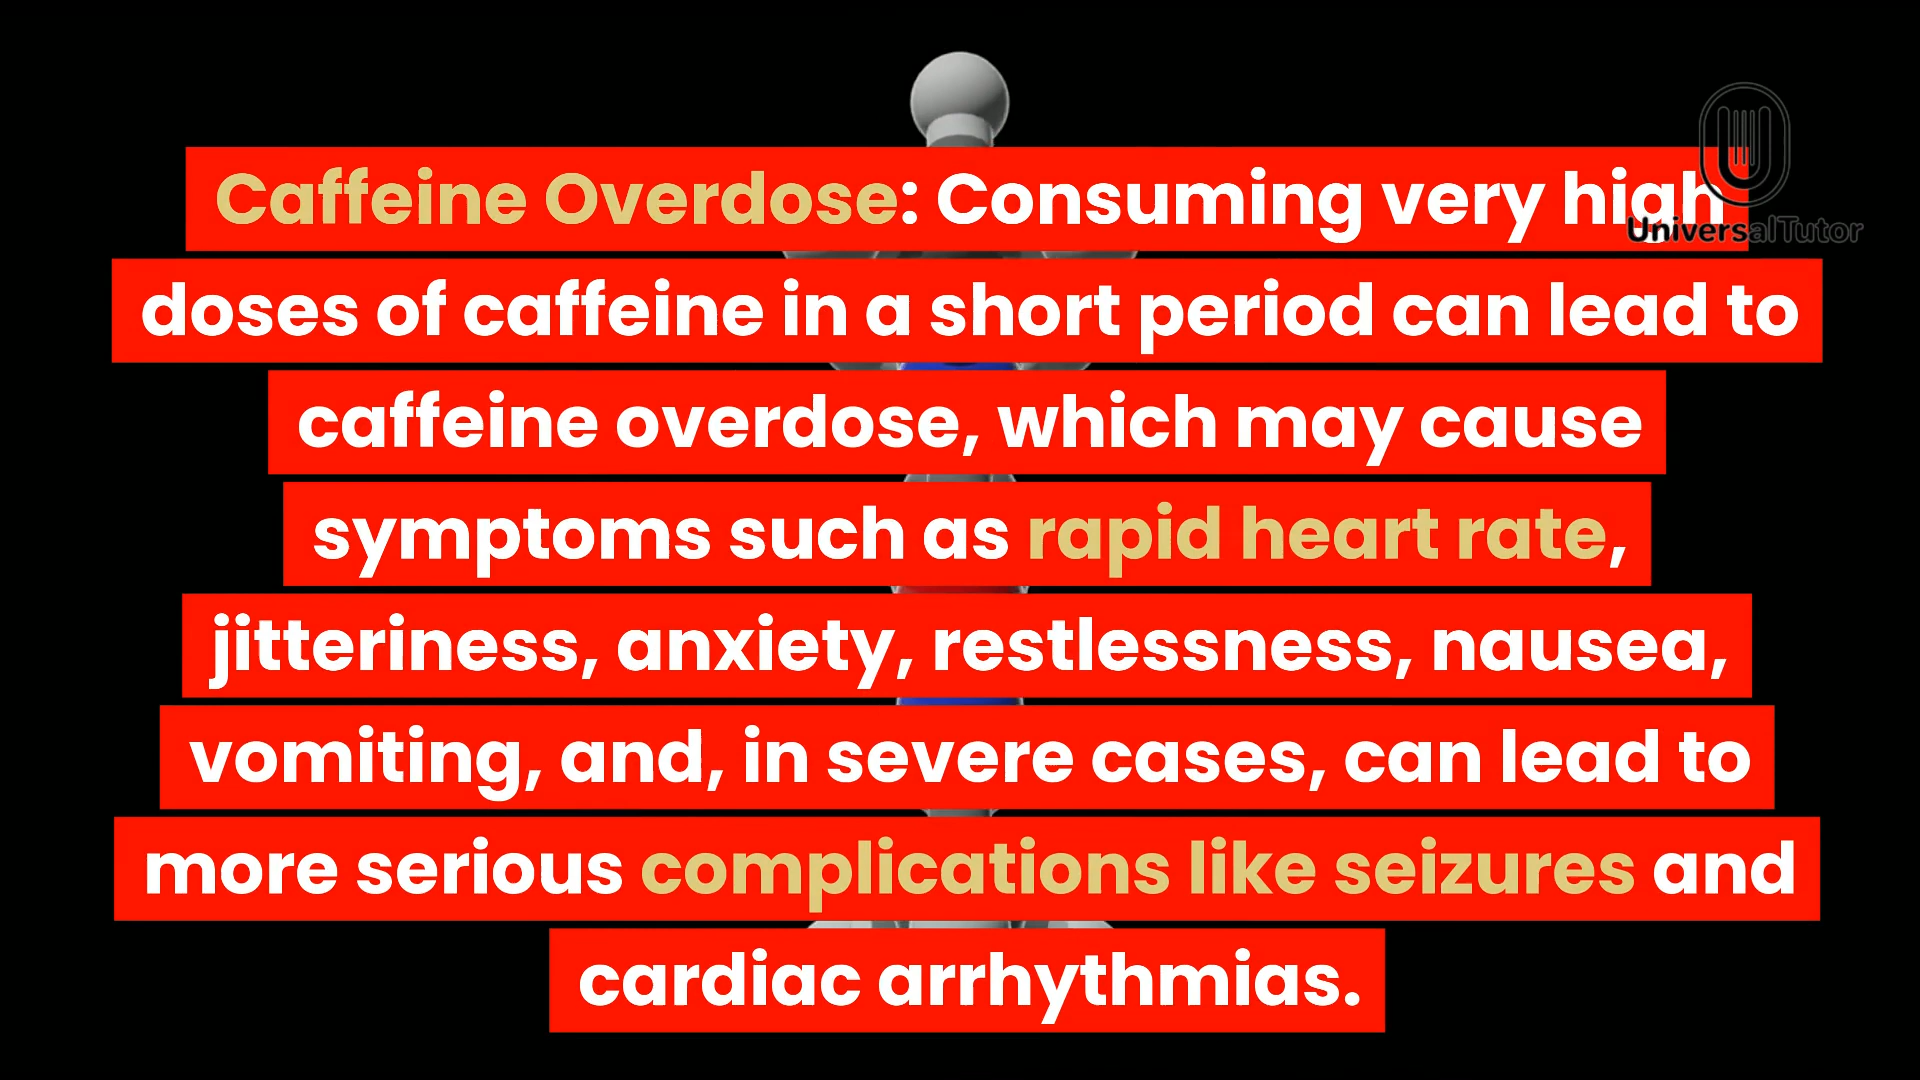 Caffeine Overdose: Consuming very high
doses of caffeine in a short period can lead to
caffeine overdose, which may cause
symptoms such as rapid heart rate,
jitteriness, anxiety, restlessness, nausea,
vomiting, and, in severe cases, can lead to
more serious complications like seizures and
cardiac arrhythmias.
UniversalTutor